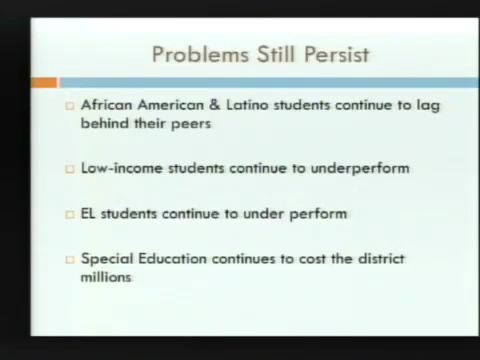 Problems Still Persist
African American & Latino students continue to lag
behind their peers
Low-income students continue to underperform
EL students continue to under perform
Special Education continues to cost the district
millions